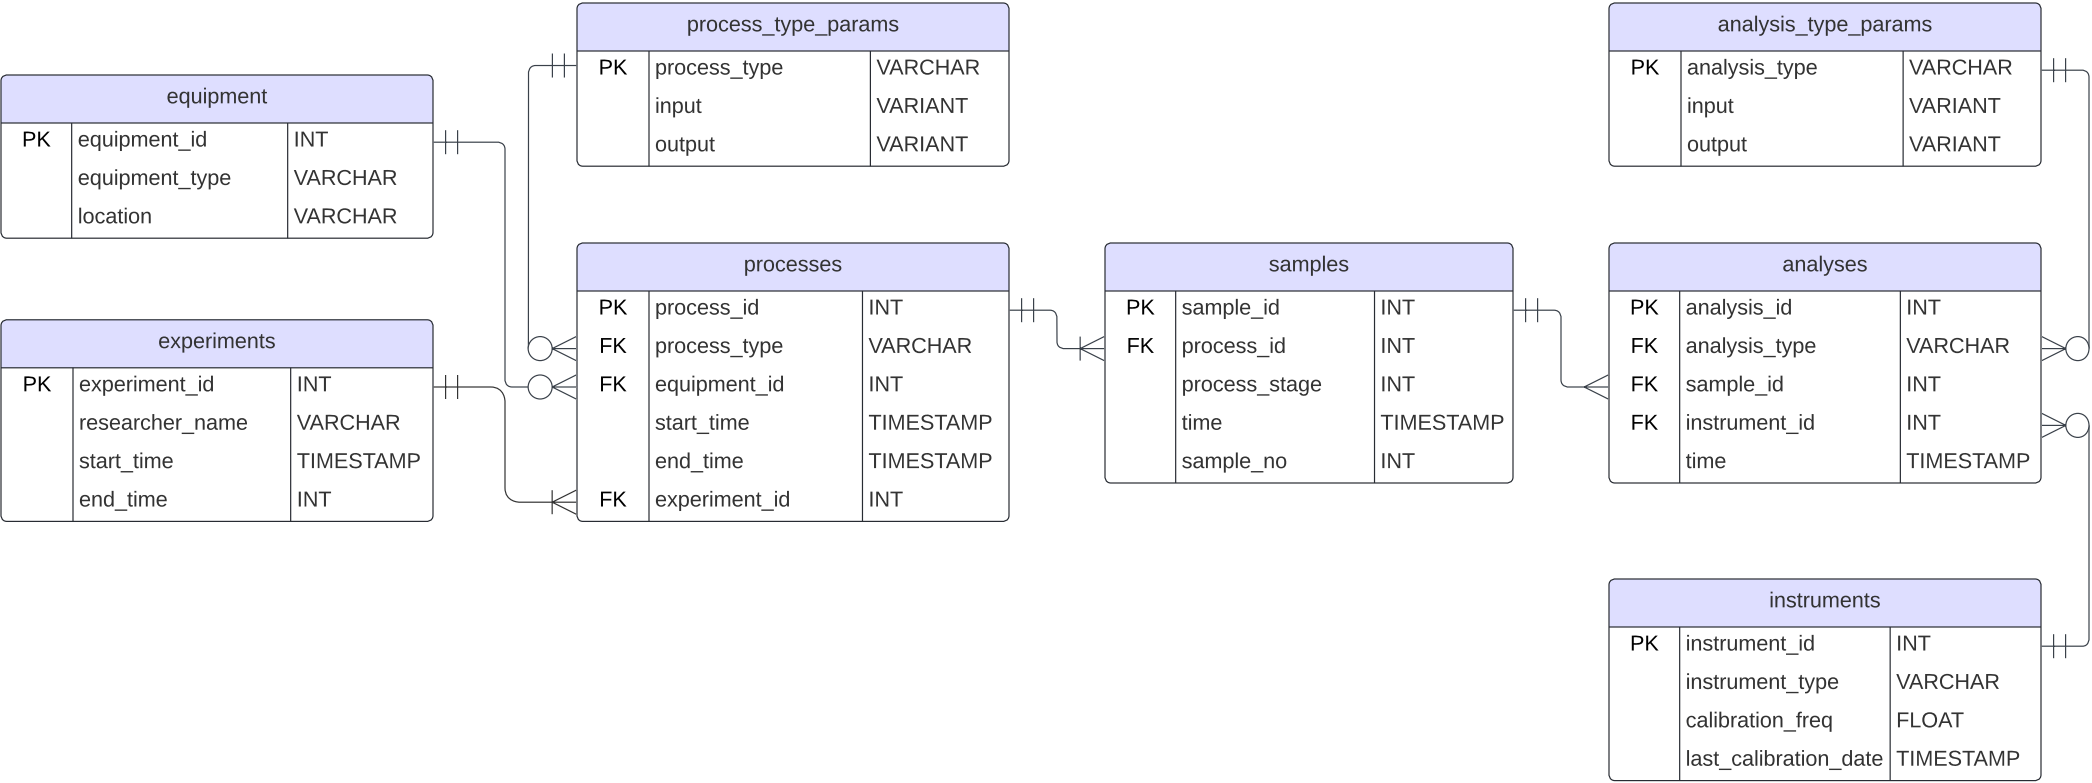 process_type_params
PK process_type VARCHAR
input VARIANT
output VARIANT
analysis_type_params
PK analysis_type VARCHAR
input VARIANT
output VARIANT
equipment
PK equipment_id INT
equipment_type VARCHAR
location VARCHAR
processes
PK process_id INT
FK process_type VARCHAR
FK equipment_id INT
start_time TIMESTAMP
end_time TIMESTAMP
FK experiment_id INT
samples
PK sample_id INT
FK process_id INT
process_stage INT
time TIMESTAMP
sample_no INT
analyses
PK analysis_id INT
FK analysis_type VARCHAR
FK sample_id INT
FK instrument_id INT
time TIMESTAMP
experiments
PK experiment_id INT
researcher_name VARCHAR
start_time TIMESTAMP
end_time INT
instruments
PK instrument_id INT
instrument_type VARCHAR
calibration_freq FLOAT
last_calibration_date TIMESTAMP